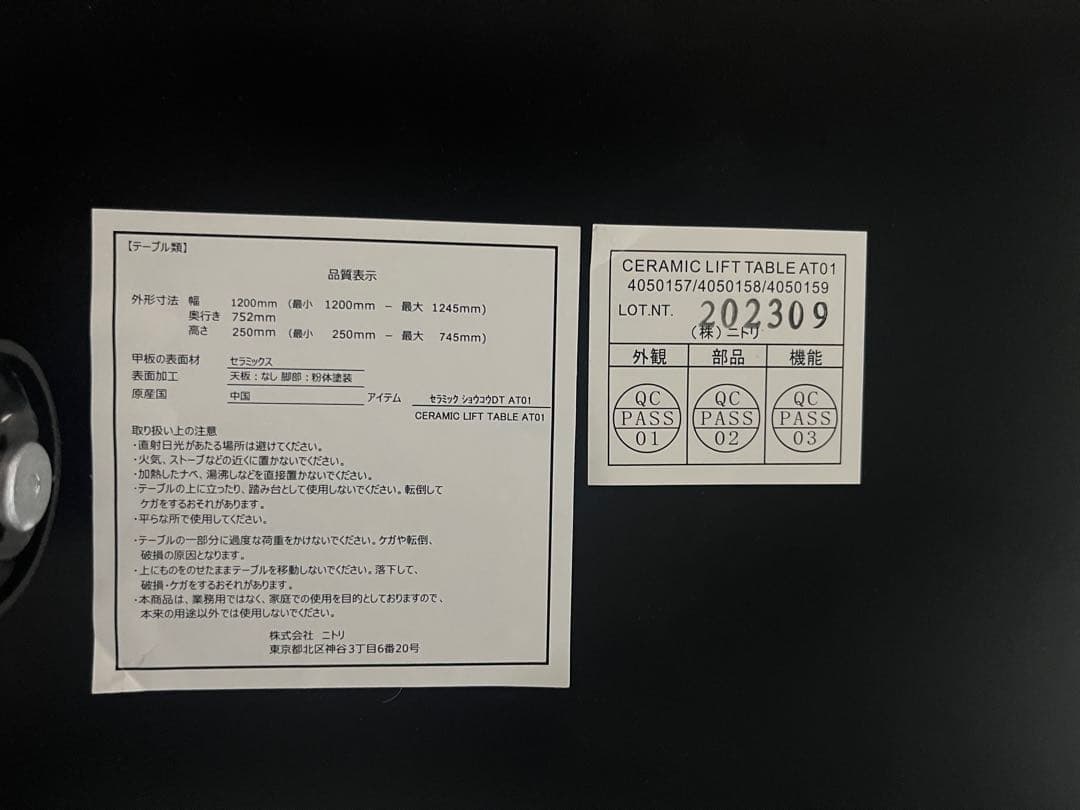 【テーブル類】
品質表示
外形寸法 幅 1200mm (最小 1200mm － 最大 1245mm)
奥行き 752mm
高さ 250mm (最小 250mm － 最大 745mm)
甲板の表面材 セラミックス
表面加工 天板：なし 脚部：粉体塗装
原産国 中国 アイテム セラミック ショウコウDT AT01
CERAMIC LIFT TABLE AT01
取り扱い上の注意
・直射日光があたる場所は避けてください。
・火気、ストーブなどの近くに置かないでください。
・加熱したナベ、湯沸しなどを直接置かないでください。
・テーブルの上に立ったり、踏み台として使用しないでください。転倒して
ケガをするおそれがあります。
・平らな所で使用してください。
・テーブルの一部分に過度な荷重をかけないでください。ケガや転倒、
破損の原因となります。
・上にものをのせたままテーブルを移動しないでください。落下して、
破損・ケガをするおそれがあります。
・本商品は、業務用ではなく、家庭での使用を目的としておりますので、
本来の用途以外では使用しないでください。
株式会社 ニトリ
東京都北区神谷3丁目6番20号
CERAMIC LIFT TABLE AT01
4050157/4050158/4050159
LOT.NT. 202309
(株)ニトリ
外観 部品 機能
QC QC QC
PASS PASS PASS
01 02 03